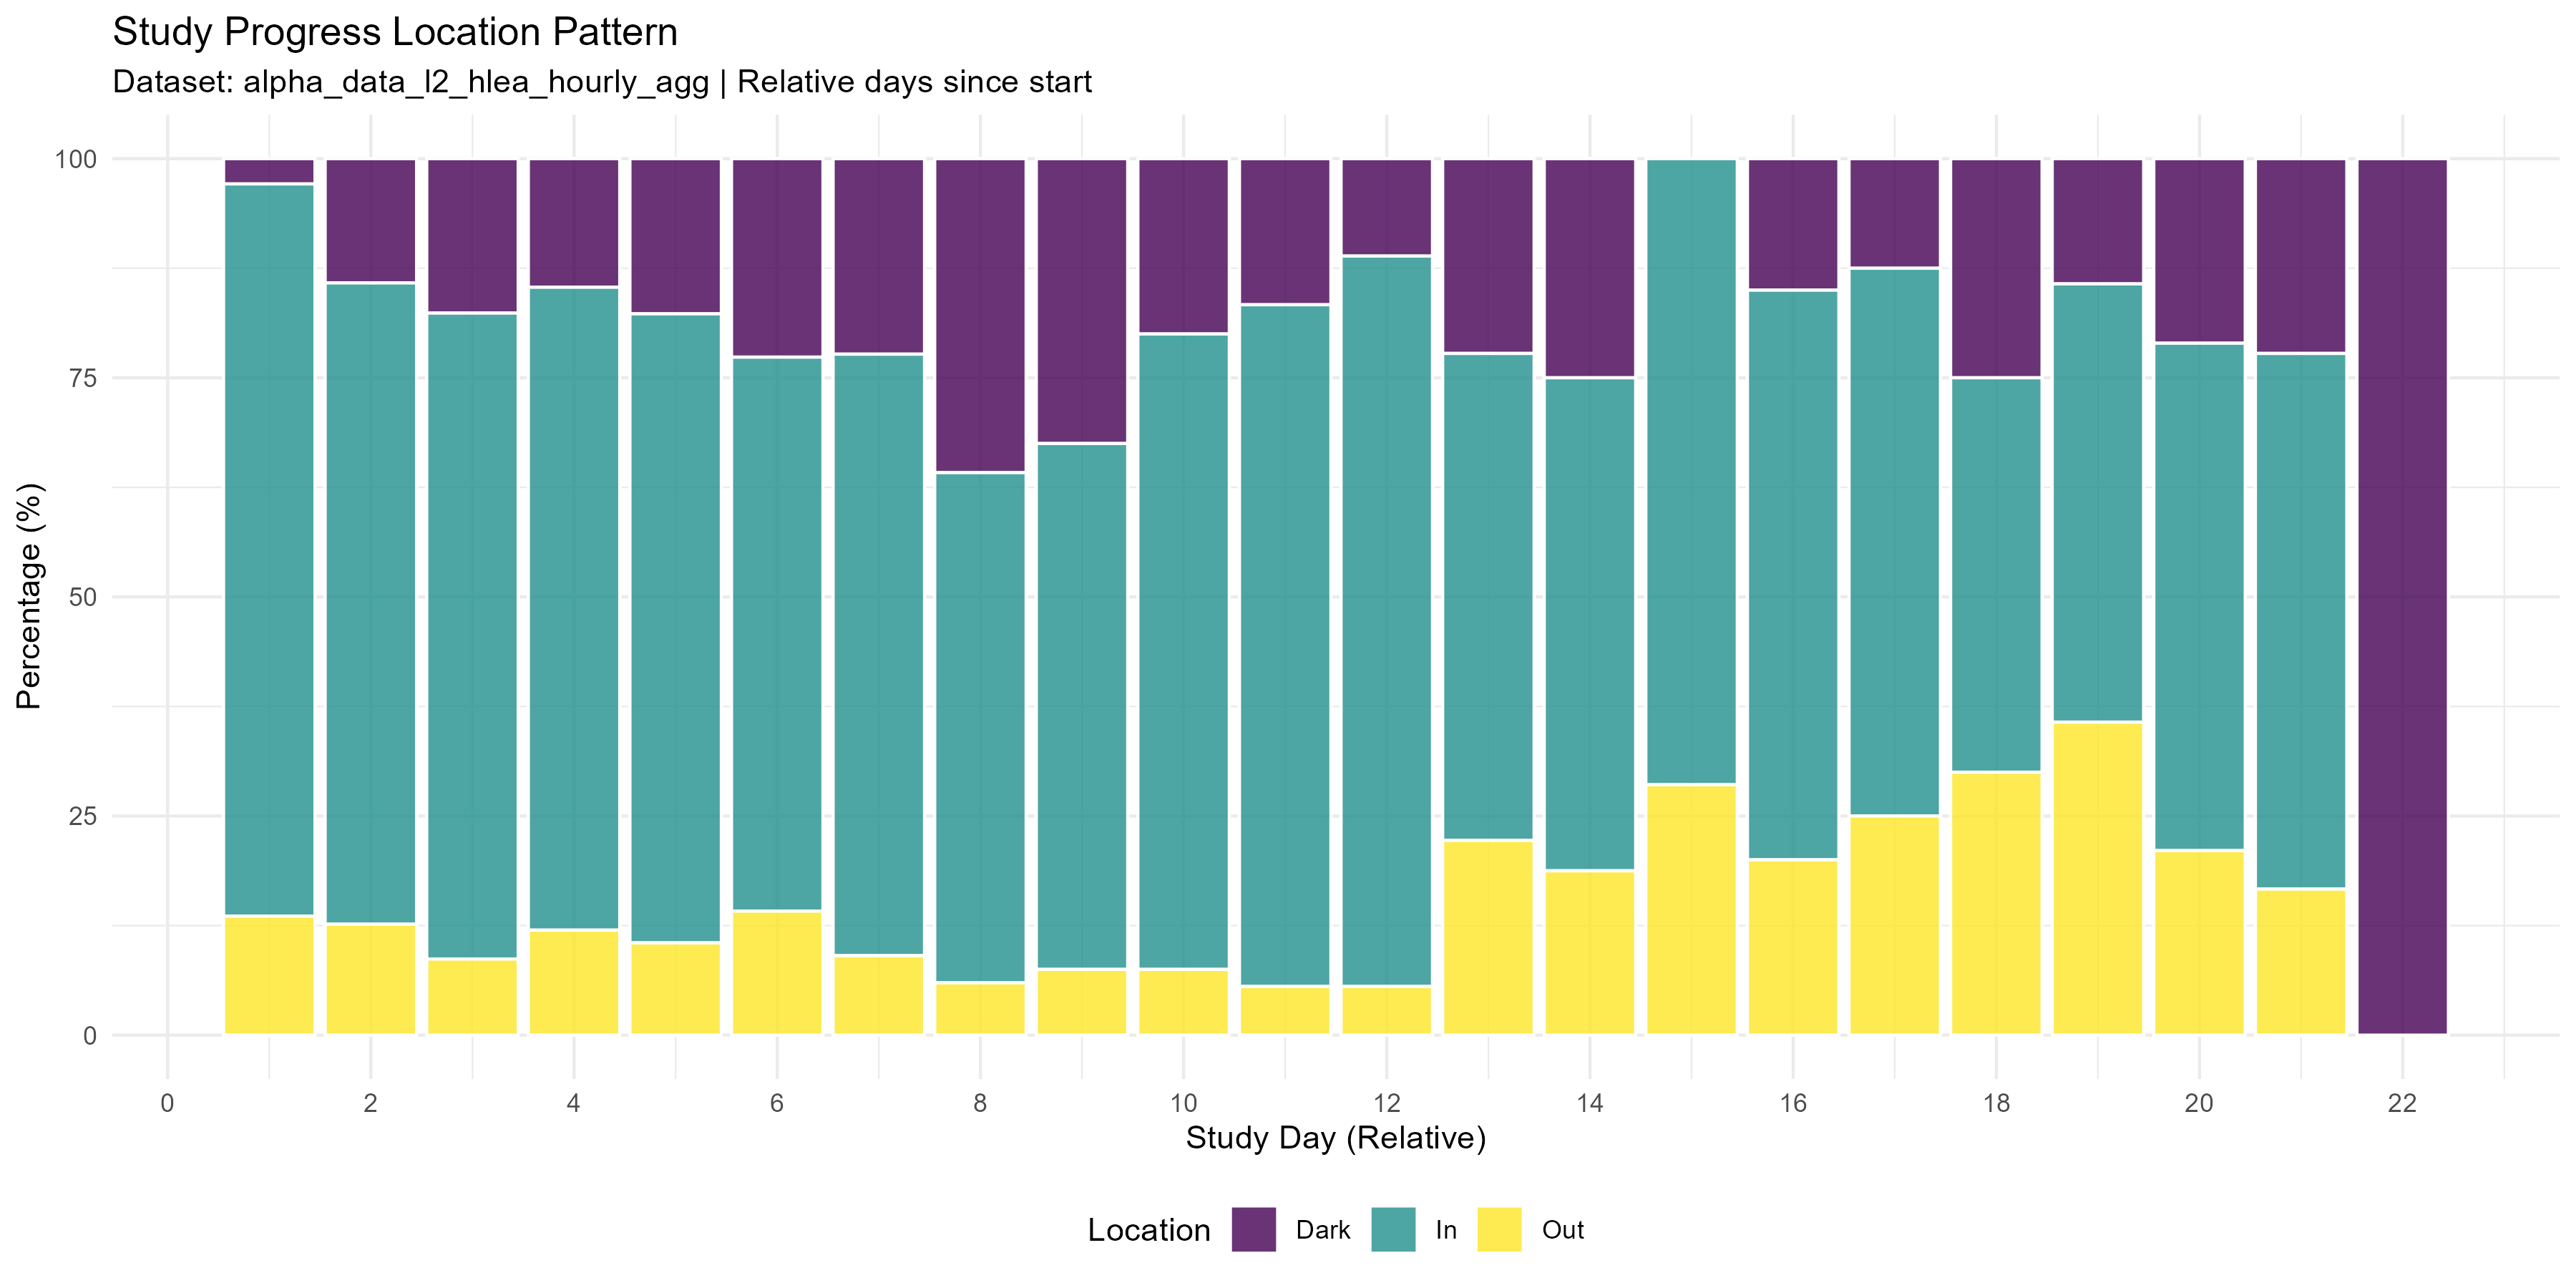 Study Progress Location Pattern
Dataset: alpha_data_l2_hlea_hourly_agg | Relative days since start
Percentage (%)
100
75
50
25
0
0 2 4 6 8 10 12 14 16 18 20 22
Study Day (Relative)
Location Dark In Out